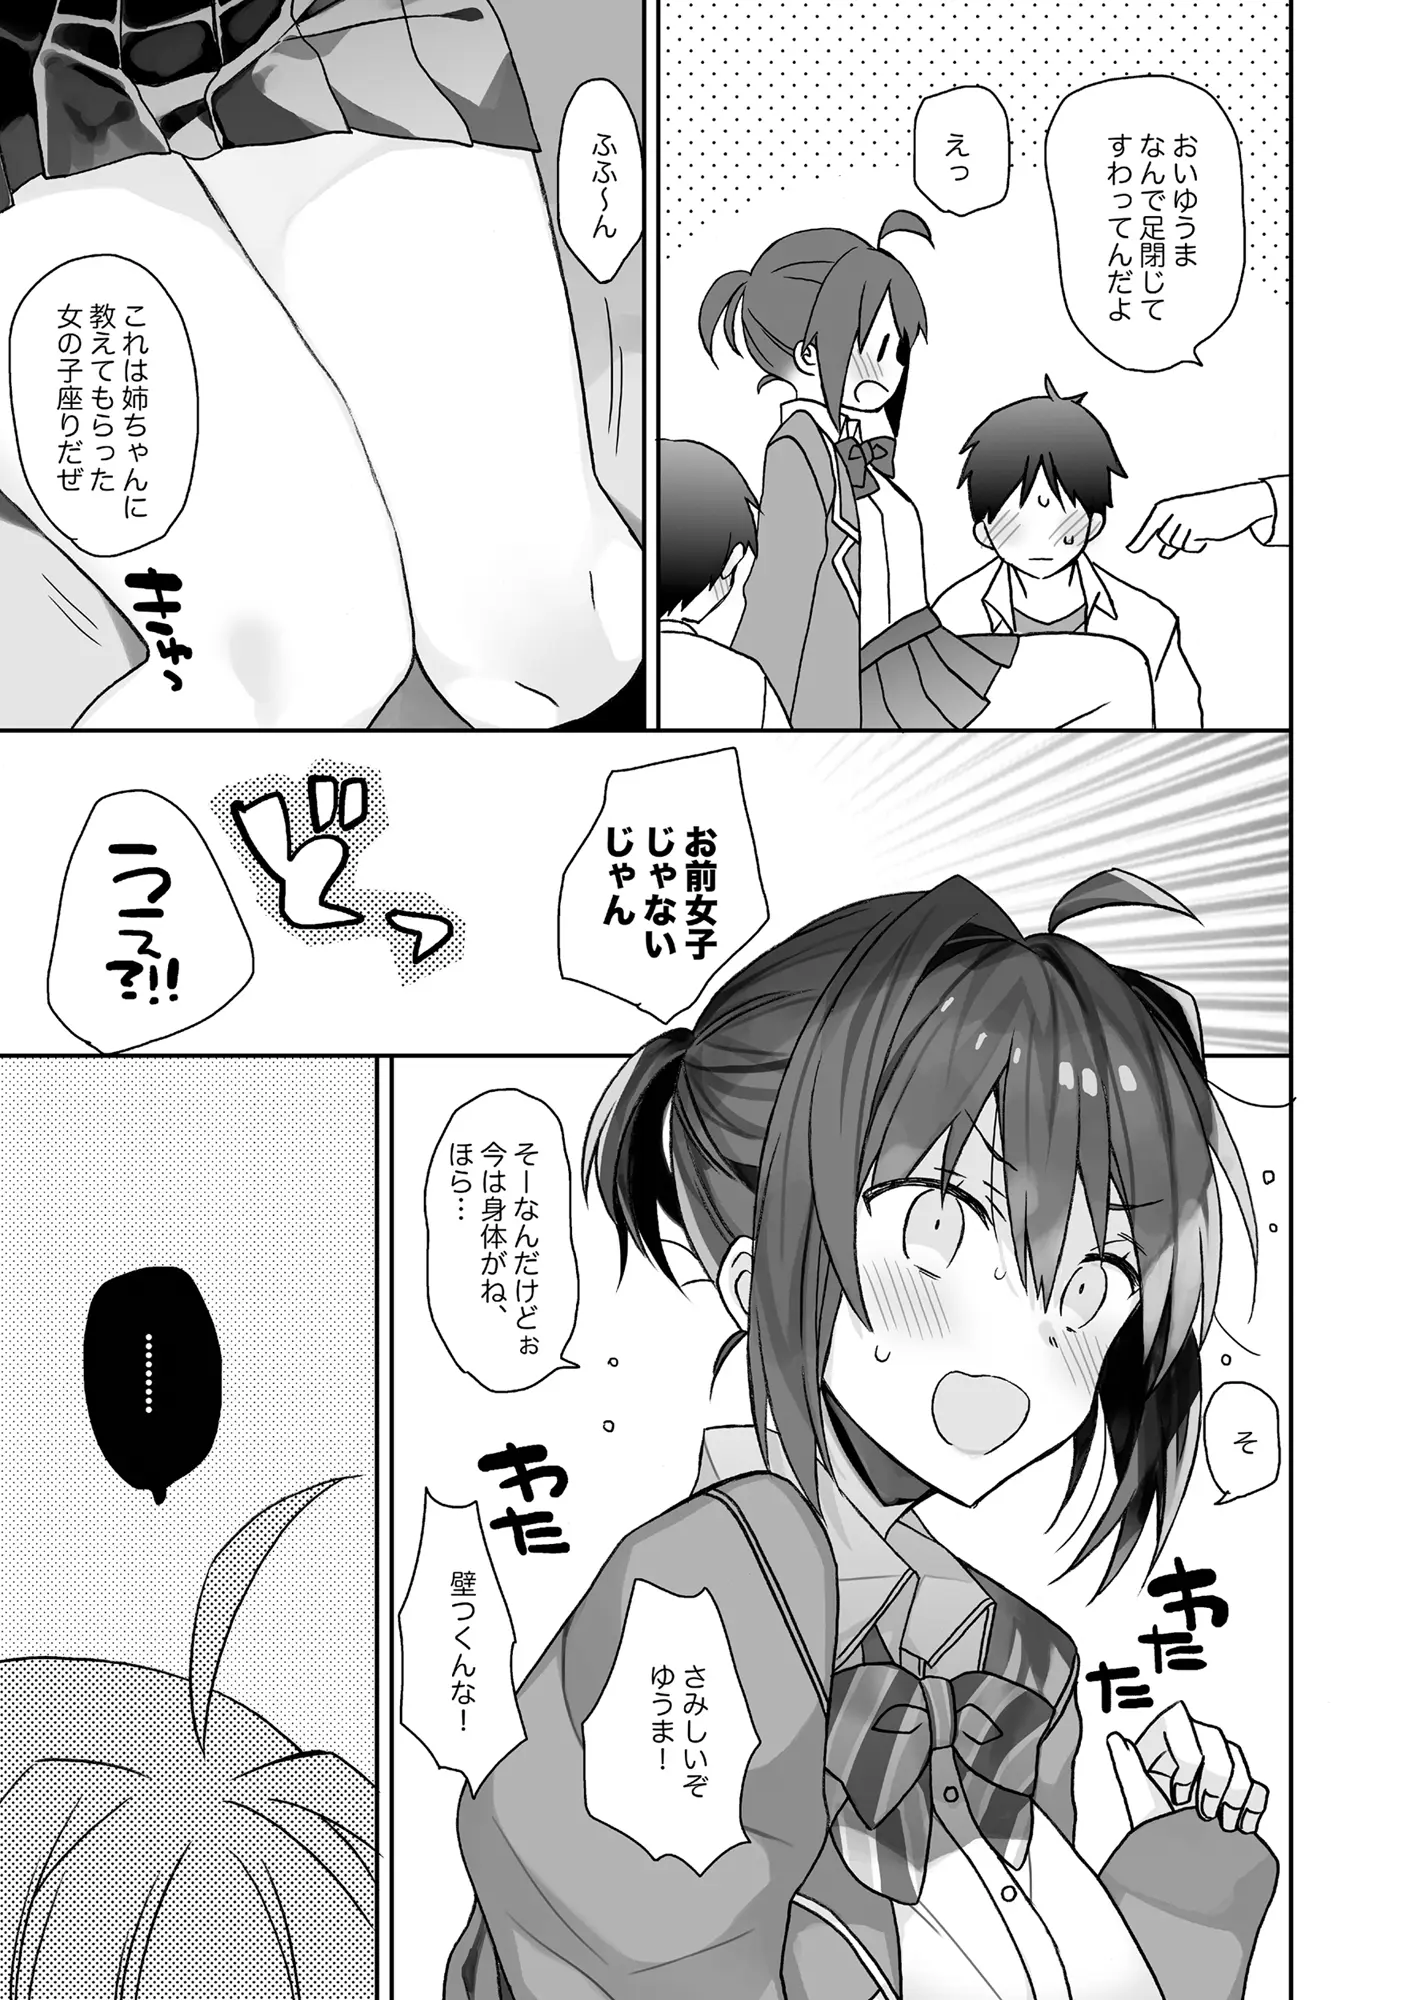 おいゆうま
なんで足閉じて
すわってんだよ
えっ
ふふ〜ん
これは姉ちゃんに
教えてもらった
女の子座りだぜ
きゅっ
お前女子
じゃない
じゃん
どっ
うえ?!!
そ
そーなんだけどぉ
今は身体がね、
ほら…
わたた
わたた
さみしいぞ
ゆうま!
壁つくんな!
………